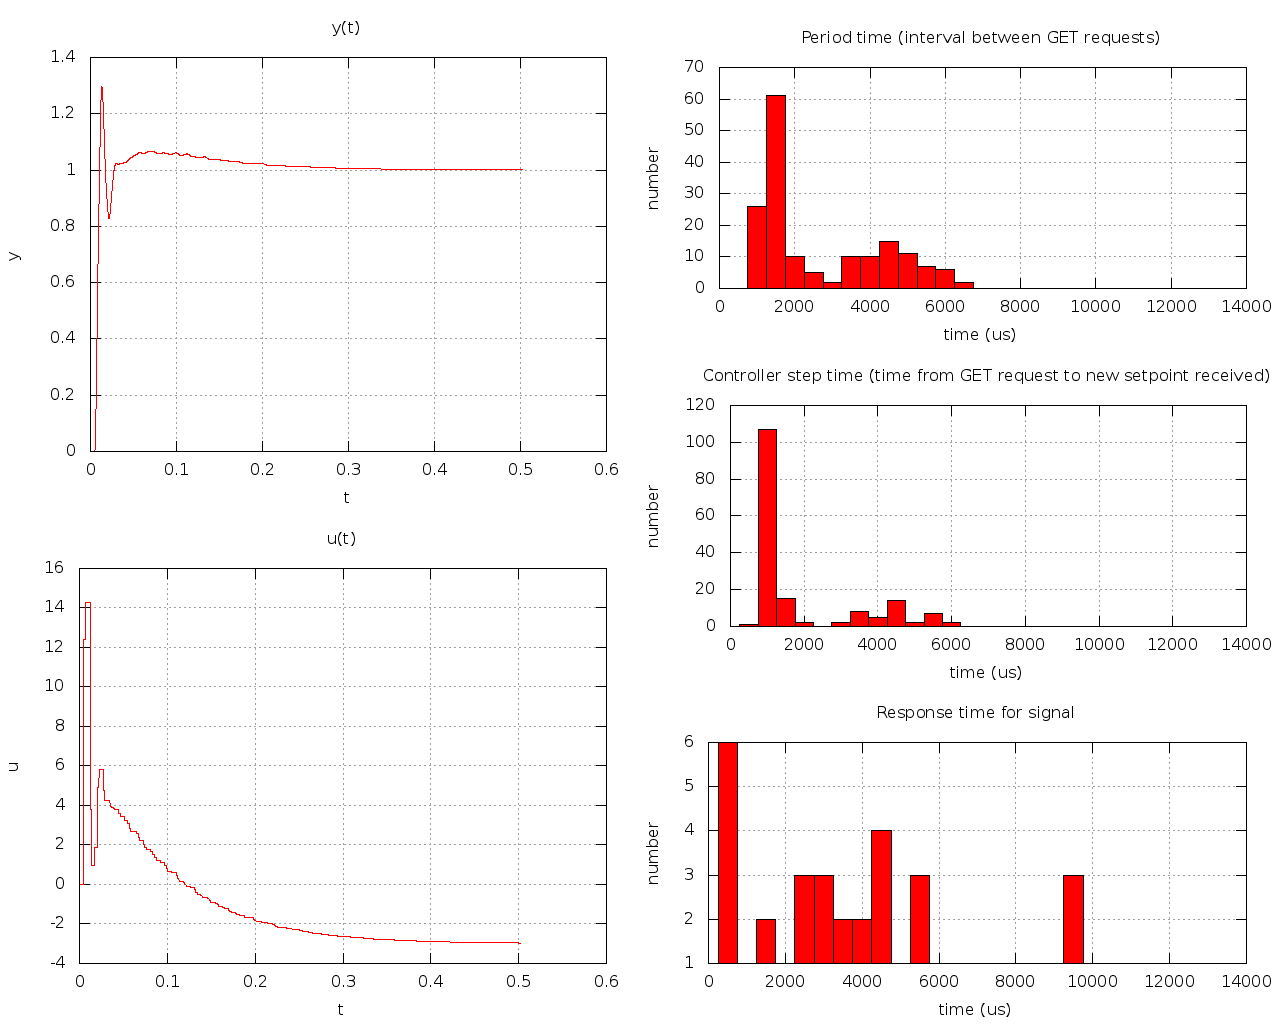 y(t)
1.4
1.2
1
0.8
0.6
0.4
0.2
0
y
0 0.1 0.2 0.3 0.4 0.5 0.6
t
u(t)
16
14
12
10
8
6
4
2
0
-2
-4
u
0 0.1 0.2 0.3 0.4 0.5 0.6
t
Period time (interval between GET requests)
70
60
50
40
30
20
10
0
number
0 2000 4000 6000 8000 10000 12000 14000
time (us)
Controller step time (time from GET request to new setpoint received)
120
100
80
60
40
20
0
number
0 2000 4000 6000 8000 10000 12000 14000
time (us)
Response time for signal
6
5
4
3
2
1
number
0 2000 4000 6000 8000 10000 12000 14000
time (us)